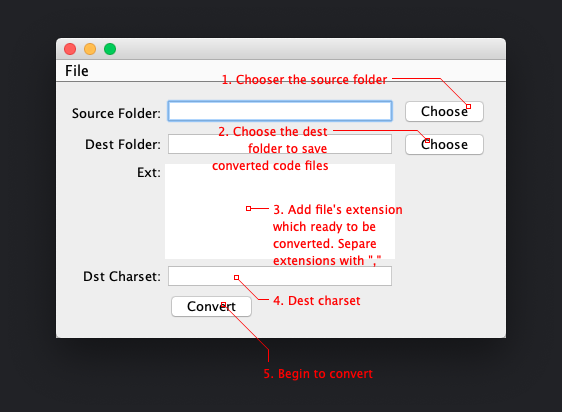 File
1. Chooser the source folder
Source Folder:
Choose
2. Choose the dest
folder to save
converted code files
Dest Folder:
Choose
Ext:
3. Add file's extension
which ready to be
converted. Separe
extensions with ","
Dst Charset:
4. Dest charset
Convert
5. Begin to convert